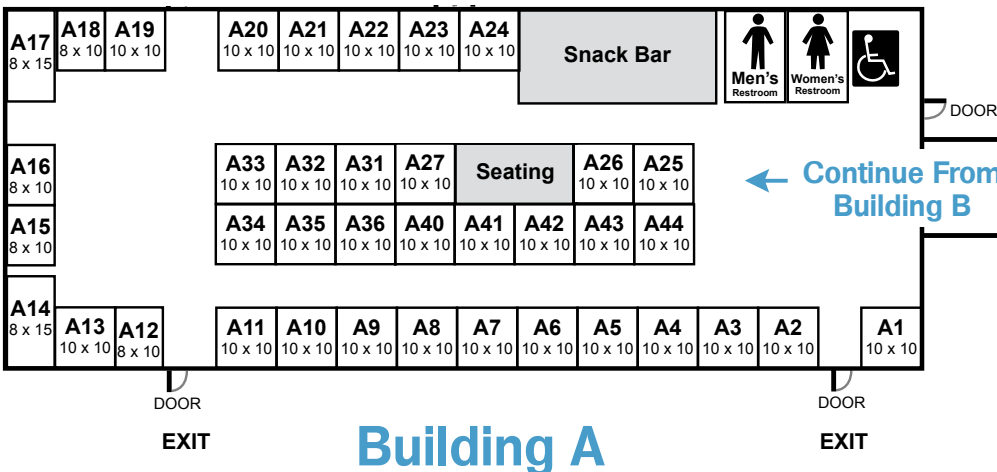 A17
8 x 15
A18
8 x 10
A19
10 x 10
A20
10 x 10
A21
10 x 10
A22
10 x 10
A23
10 x 10
A24
10 x 10
Snack Bar
Men's
Restroom
Women's
Restroom
DOOR
A16
8 x 10
A33
10 x 10
A32
10 x 10
A31
10 x 10
A27
10 x 10
Seating
A26
10 x 10
A25
10 x 10
Continue From
Building B
A15
8 x 10
A34
10 x 10
A35
10 x 10
A36
10 x 10
A40
10 x 10
A41
10 x 10
A42
10 x 10
A43
10 x 10
A44
10 x 10
A14
8 x 15
A13
10 x 10
A12
8 x 10
A11
10 x 10
A10
10 x 10
A9
10 x 10
A8
10 x 10
A7
10 x 10
A6
10 x 10
A5
10 x 10
A4
10 x 10
A3
10 x 10
A2
10 x 10
A1
10 x 10
DOOR
DOOR
EXIT
Building A
EXIT